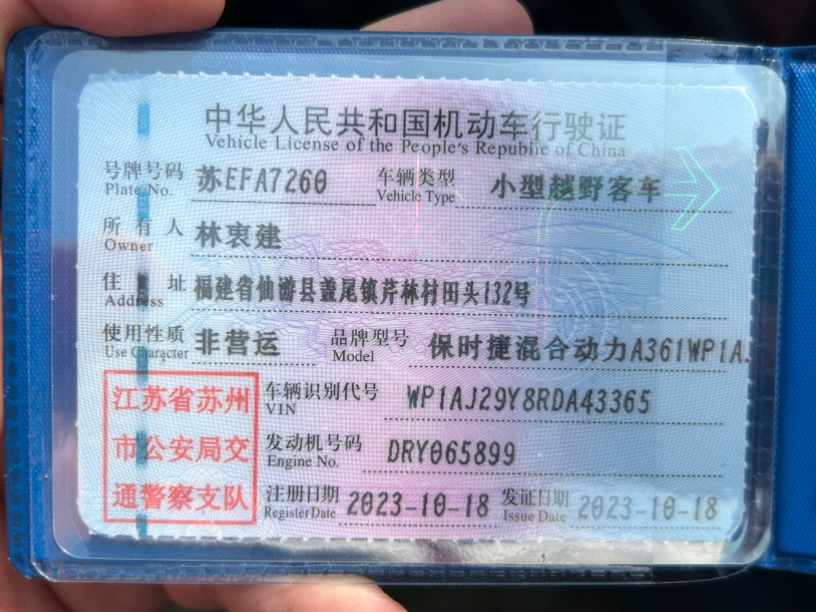 中华人民共和国机动车行驶证
Vehicle License of the People's Republic of China
号牌号码 苏EFA7260 车辆类型 小型越野客车
Plate No. Vehicle Type
所有人 林衷建
Owner
住址 福建省仙游县盖尾镇芹林村田头132号
Address
使用性质 非营运 品牌型号 保时捷混合动力A361WP1A.
Use Character Model
江苏省苏州
市公安局交
通警察支队
车辆识别代号 WP1AJ29Y8RDA43365
VIN
发动机号码 DRY065899
Engine No.
注册日期 2023-10-18 发证日期 2023-10-18
Register Date Issue Date